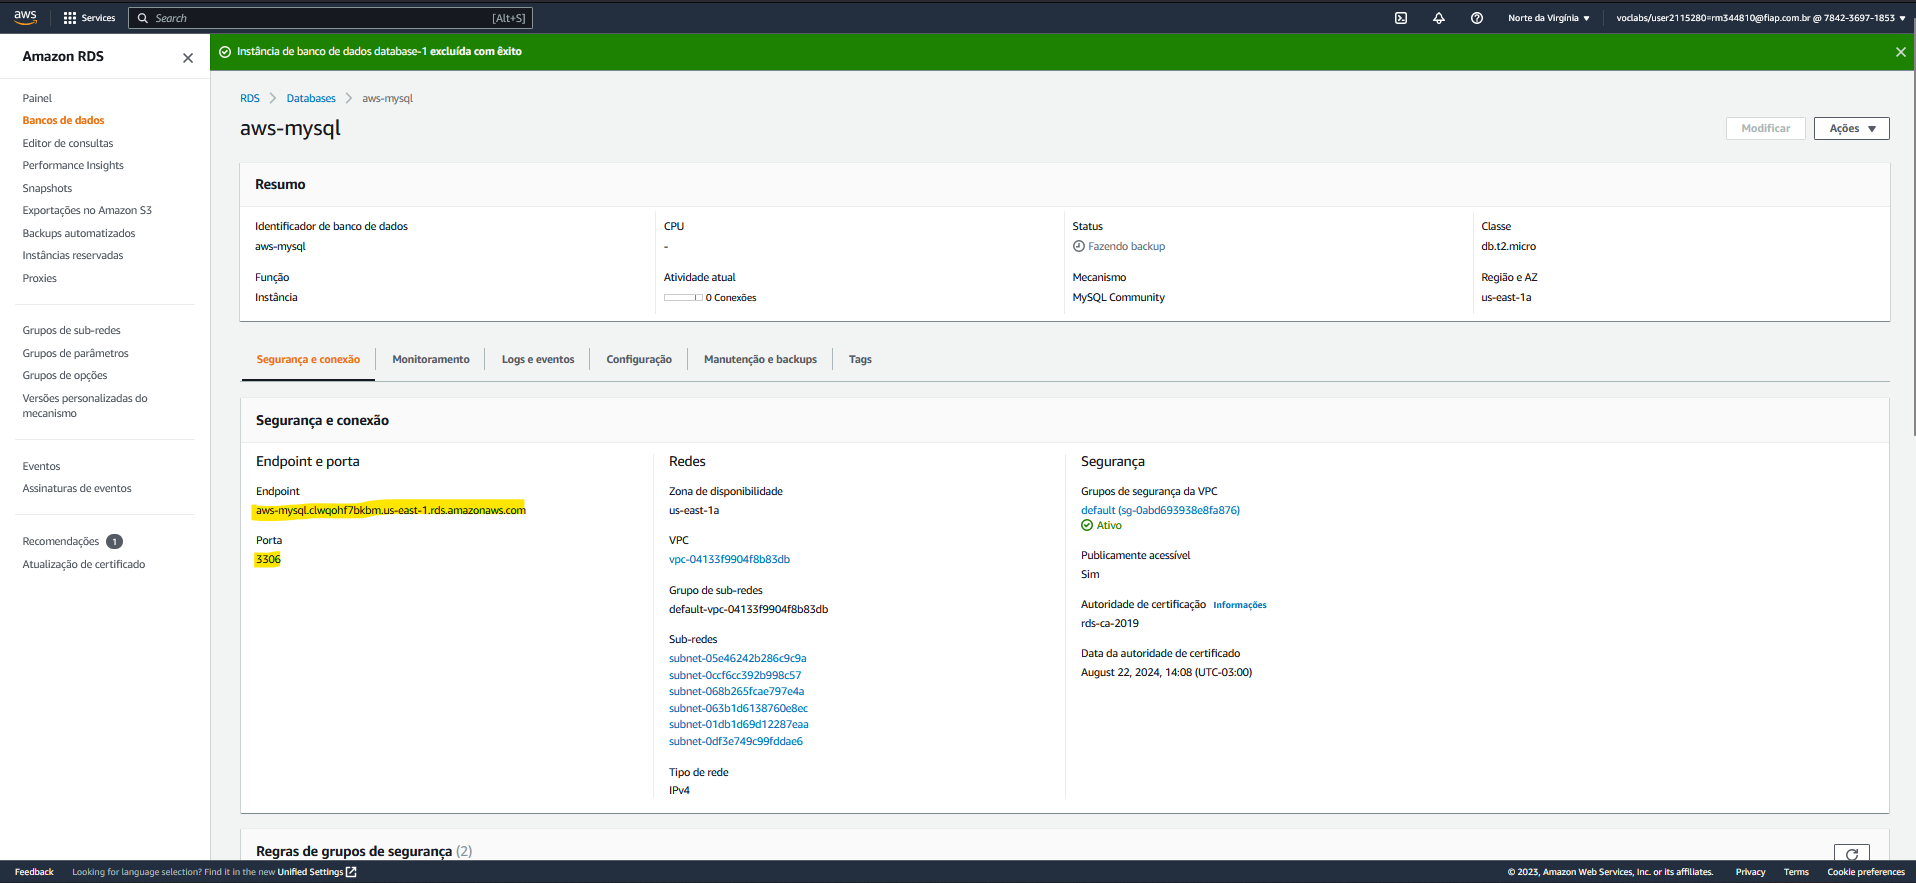 aws
Services
Search
[Alt+S]
Norte da Virgínia ▼
voclabs/user2115280=rm344810@fiap.com.br @ 7842-3697-1853 ▼
Amazon RDS
Painel
Bancos de dados
Editor de consultas
Performance Insights
Snapshots
Exportações no Amazon S3
Backups automatizados
Instâncias reservadas
Proxies
Grupos de sub-redes
Grupos de parâmetros
Grupos de opções
Versões personalizadas do
mecanismo
Eventos
Assinaturas de eventos
Recomendações 1
Atualização de certificado
Instância de banco de dados database-1 excluída com êxito
RDS > Databases > aws-mysql
aws-mysql
Modificar
Ações ▼
Resumo
Identificador de banco de dados
aws-mysql
Função
Instância
CPU
-
Atividade atual
0 Conexões
Status
Fazendo backup
Mecanismo
MySQL Community
Classe
db.t2.micro
Região e AZ
us-east-1a
Segurança e conexão
Monitoramento
Logs e eventos
Configuração
Manutenção e backups
Tags
Segurança e conexão
Endpoint e porta
Endpoint
aws-mysql.clwqohf7bkbm.us-east-1.rds.amazonaws.com
Porta
3306
Redes
Zona de disponibilidade
us-east-1a
VPC
vpc-04133f9904f8b83db
Grupo de sub-redes
default-vpc-04133f9904f8b83db
Sub-redes
subnet-05e46242b286c9c9a
subnet-0ccf6cc392b998c57
subnet-068b265fcae797e4a
subnet-063b1d6138760e8ec
subnet-01db1d69d12287eaa
subnet-0df3e749c99fddae6
Tipo de rede
IPv4
Segurança
Grupos de segurança da VPC
default (sg-0abd693938e8fa876)
Ativo
Publicamente acessível
Sim
Autoridade de certificação Informações
rds-ca-2019
Data da autoridade de certificado
August 22, 2024, 14:08 (UTC-03:00)
Regras de grupos de segurança (2)
Feedback
Looking for language selection? Find it in the new Unified Settings
© 2023, Amazon Web Services, Inc. or its affiliates.
Privacy
Terms
Cookie preferences